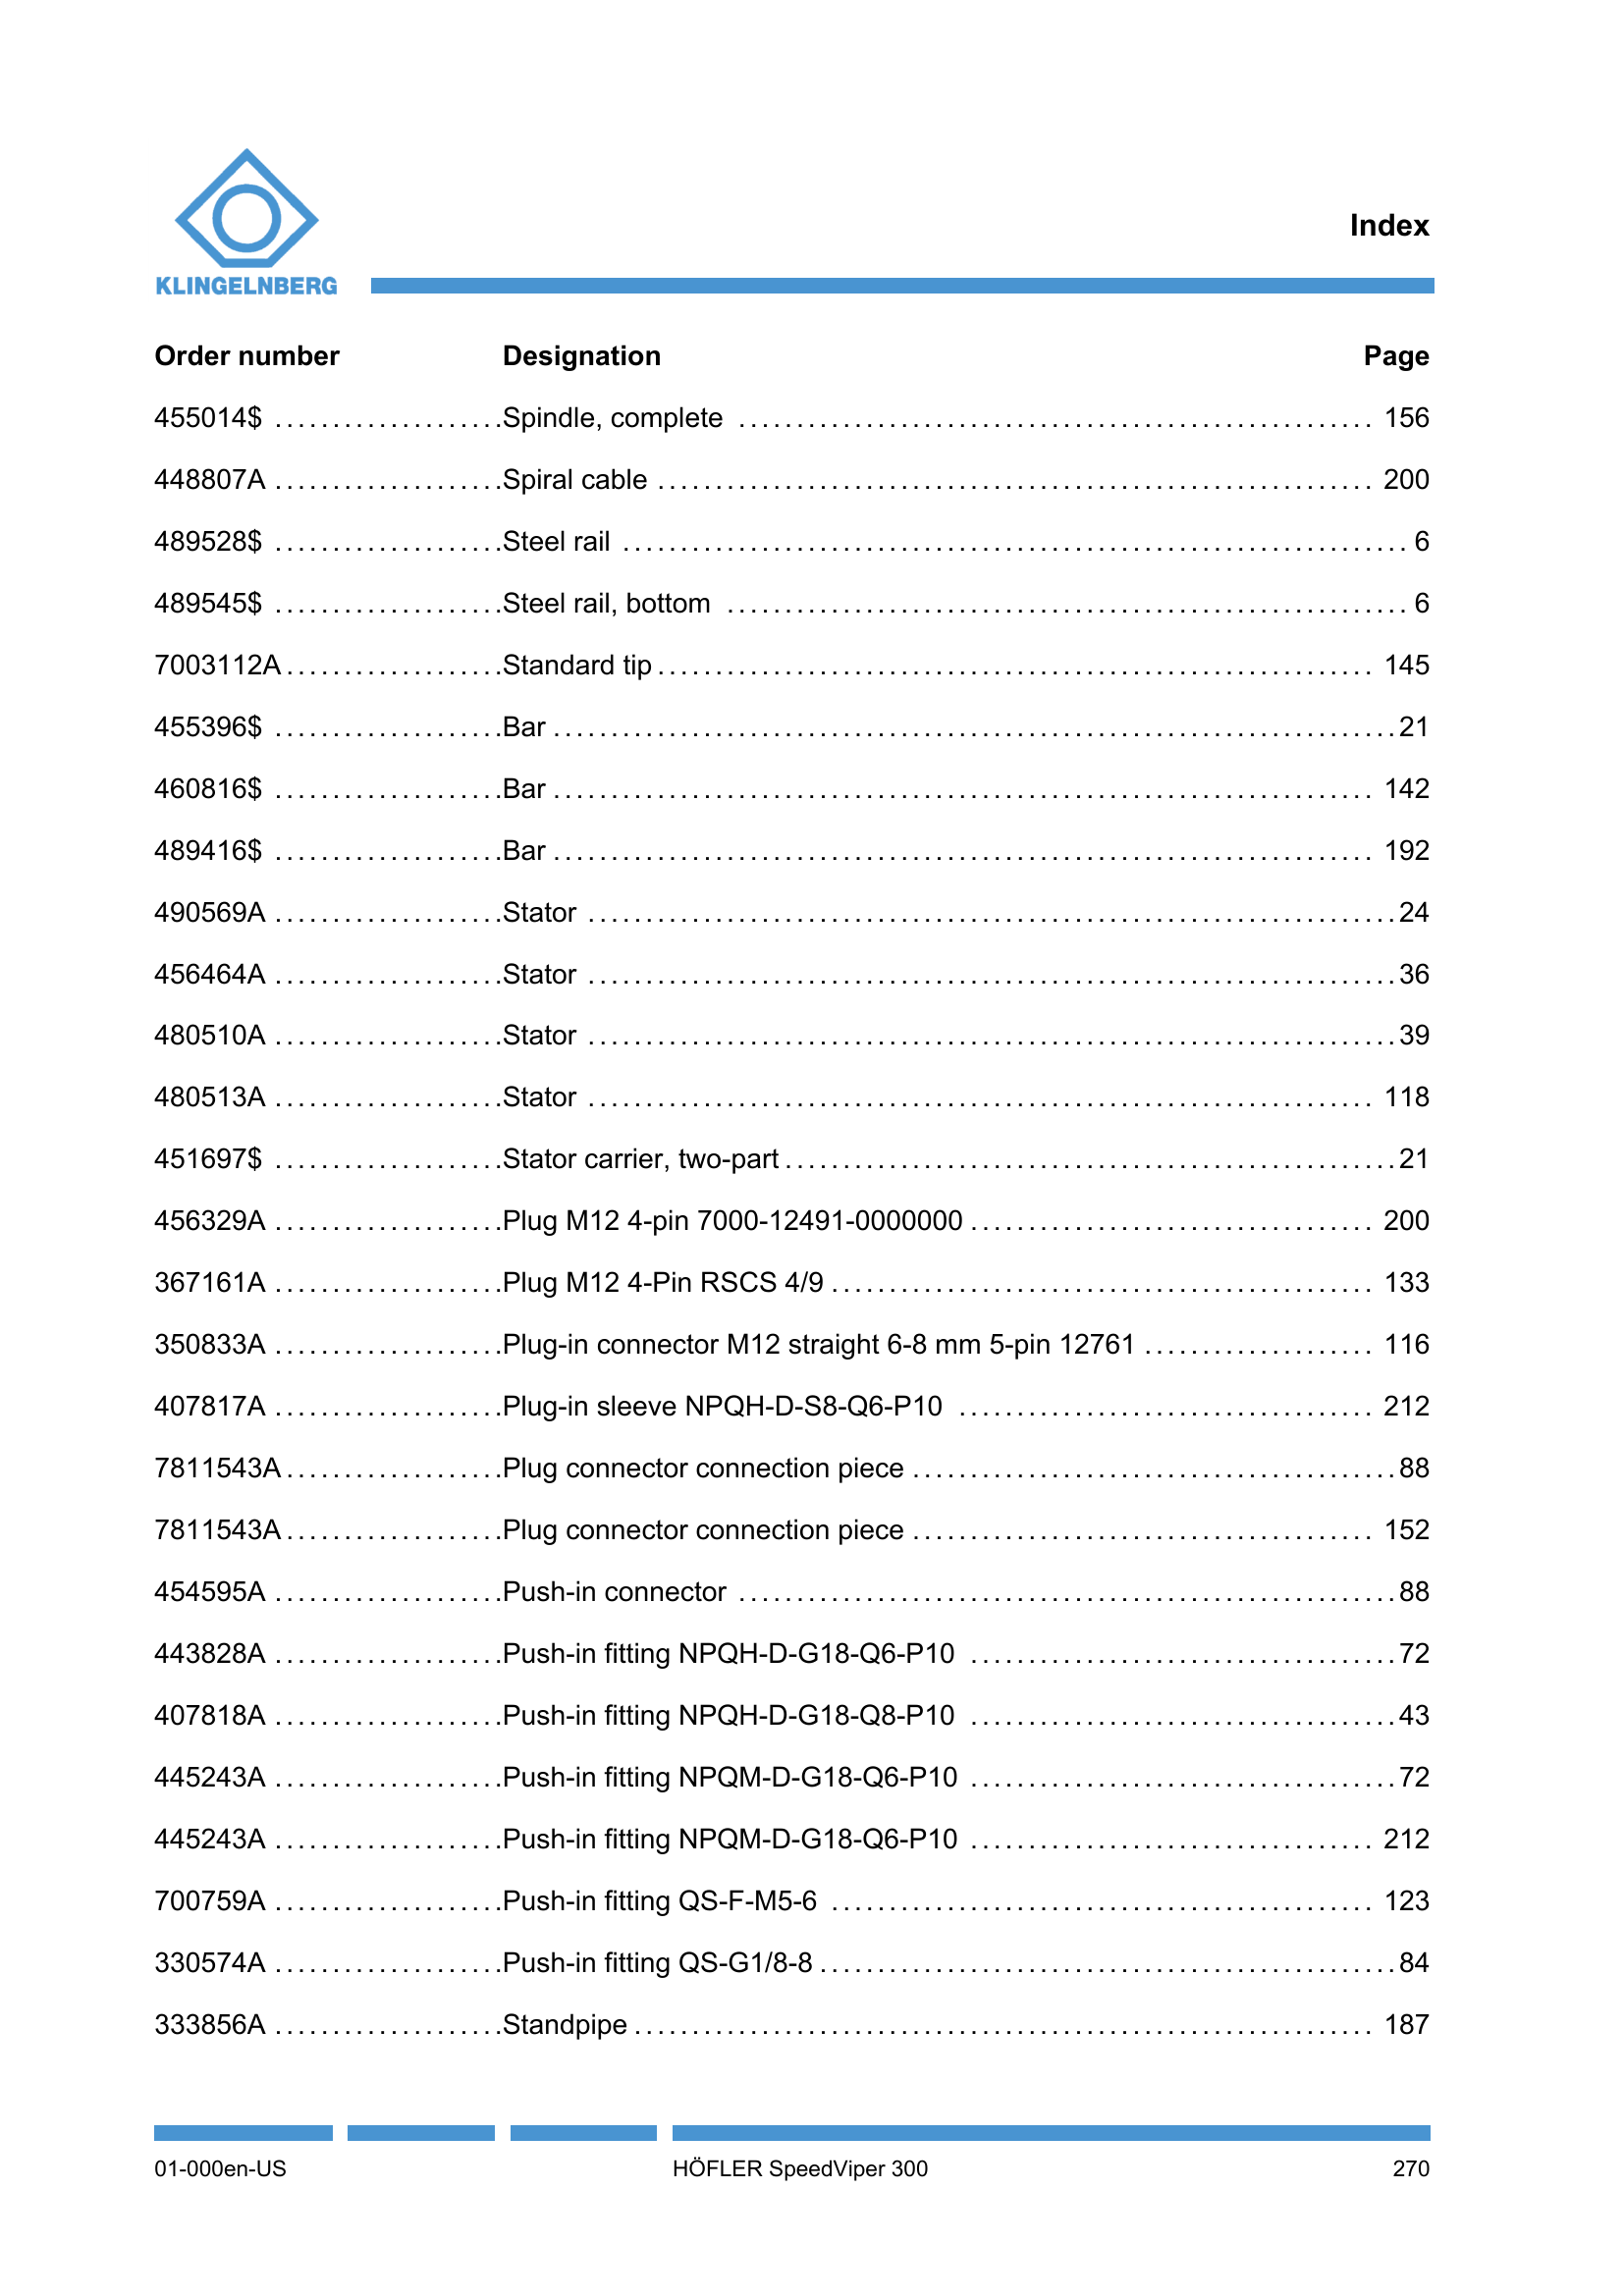 KLINGELNBERG
Index
Order number Designation Page
455014$ ....................Spindle, complete ....................................................... 156
448807A ....................Spiral cable .............................................................. 200
489528$ ....................Steel rail .................................................................... 6
489545$ ....................Steel rail, bottom ........................................................... 6
7003112A...................Standard tip.............................................................. 145
455396$ ....................Bar .........................................................................21
460816$ ....................Bar ....................................................................... 142
489416$ ....................Bar ....................................................................... 192
490569A ....................Stator ......................................................................24
456464A ....................Stator ......................................................................36
480510A ....................Stator ......................................................................39
480513A ....................Stator .................................................................... 118
451697$ ....................Stator carrier, two-part .....................................................21
456329A ....................Plug M12 4-pin 7000-12491-0000000 ................................... 200
367161A ....................Plug M12 4-Pin RSCS 4/9 ............................................... 133
350833A ....................Plug-in connector M12 straight 6-8 mm 5-pin 12761 .................... 116
407817A ....................Plug-in sleeve NPQH-D-S8-Q6-P10 .................................... 212
7811543A...................Plug connector connection piece ..........................................88
7811543A...................Plug connector connection piece ........................................ 152
454595A ....................Push-in connector .........................................................88
443828A ....................Push-in fitting NPQH-D-G18-Q6-P10 .....................................72
407818A ....................Push-in fitting NPQH-D-G18-Q8-P10 .....................................43
445243A ....................Push-in fitting NPQM-D-G18-Q6-P10 .....................................72
445243A ....................Push-in fitting NPQM-D-G18-Q6-P10 ................................... 212
700759A ....................Push-in fitting QS-F-M5-6 ............................................... 123
330574A ....................Push-in fitting QS-G1/8-8 ..................................................84
333856A ....................Standpipe ................................................................ 187
01-000en-US HÖFLER SpeedViper 300 270